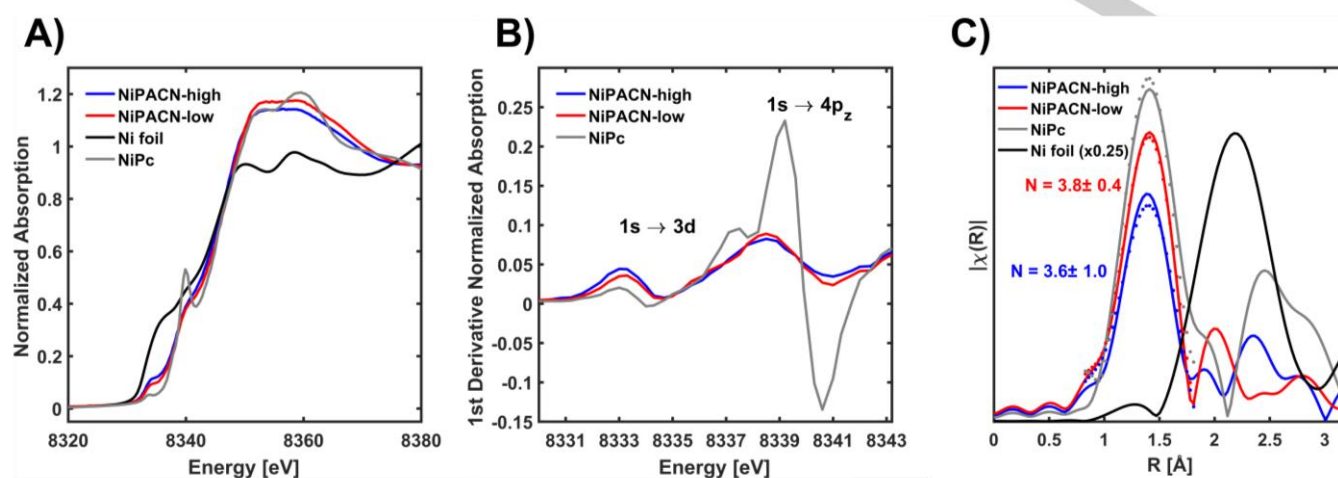 A)
Normalized Absorption
1.2
1
0.8
0.6
0.4
0.2
0
NiPACN-high
NiPACN-low
Ni foil
NiPc
8320 8340 8360 8380
Energy [eV]
B)
1st Derivative Normalized Absorption
0.25
0.2
0.15
0.1
0.05
0
-0.05
-0.1
-0.15
NiPACN-high
NiPACN-low
NiPc
1s → 4pz
1s → 3d
8331 8333 8335 8337 8339 8341 8343
Energy [eV]
C)
|χ(R)|
NiPACN-high
NiPACN-low
NiPc
Ni foil (x0.25)
N = 3.8± 0.4
N = 3.6± 1.0
0 0.5 1 1.5 2 2.5 3
R [Å]